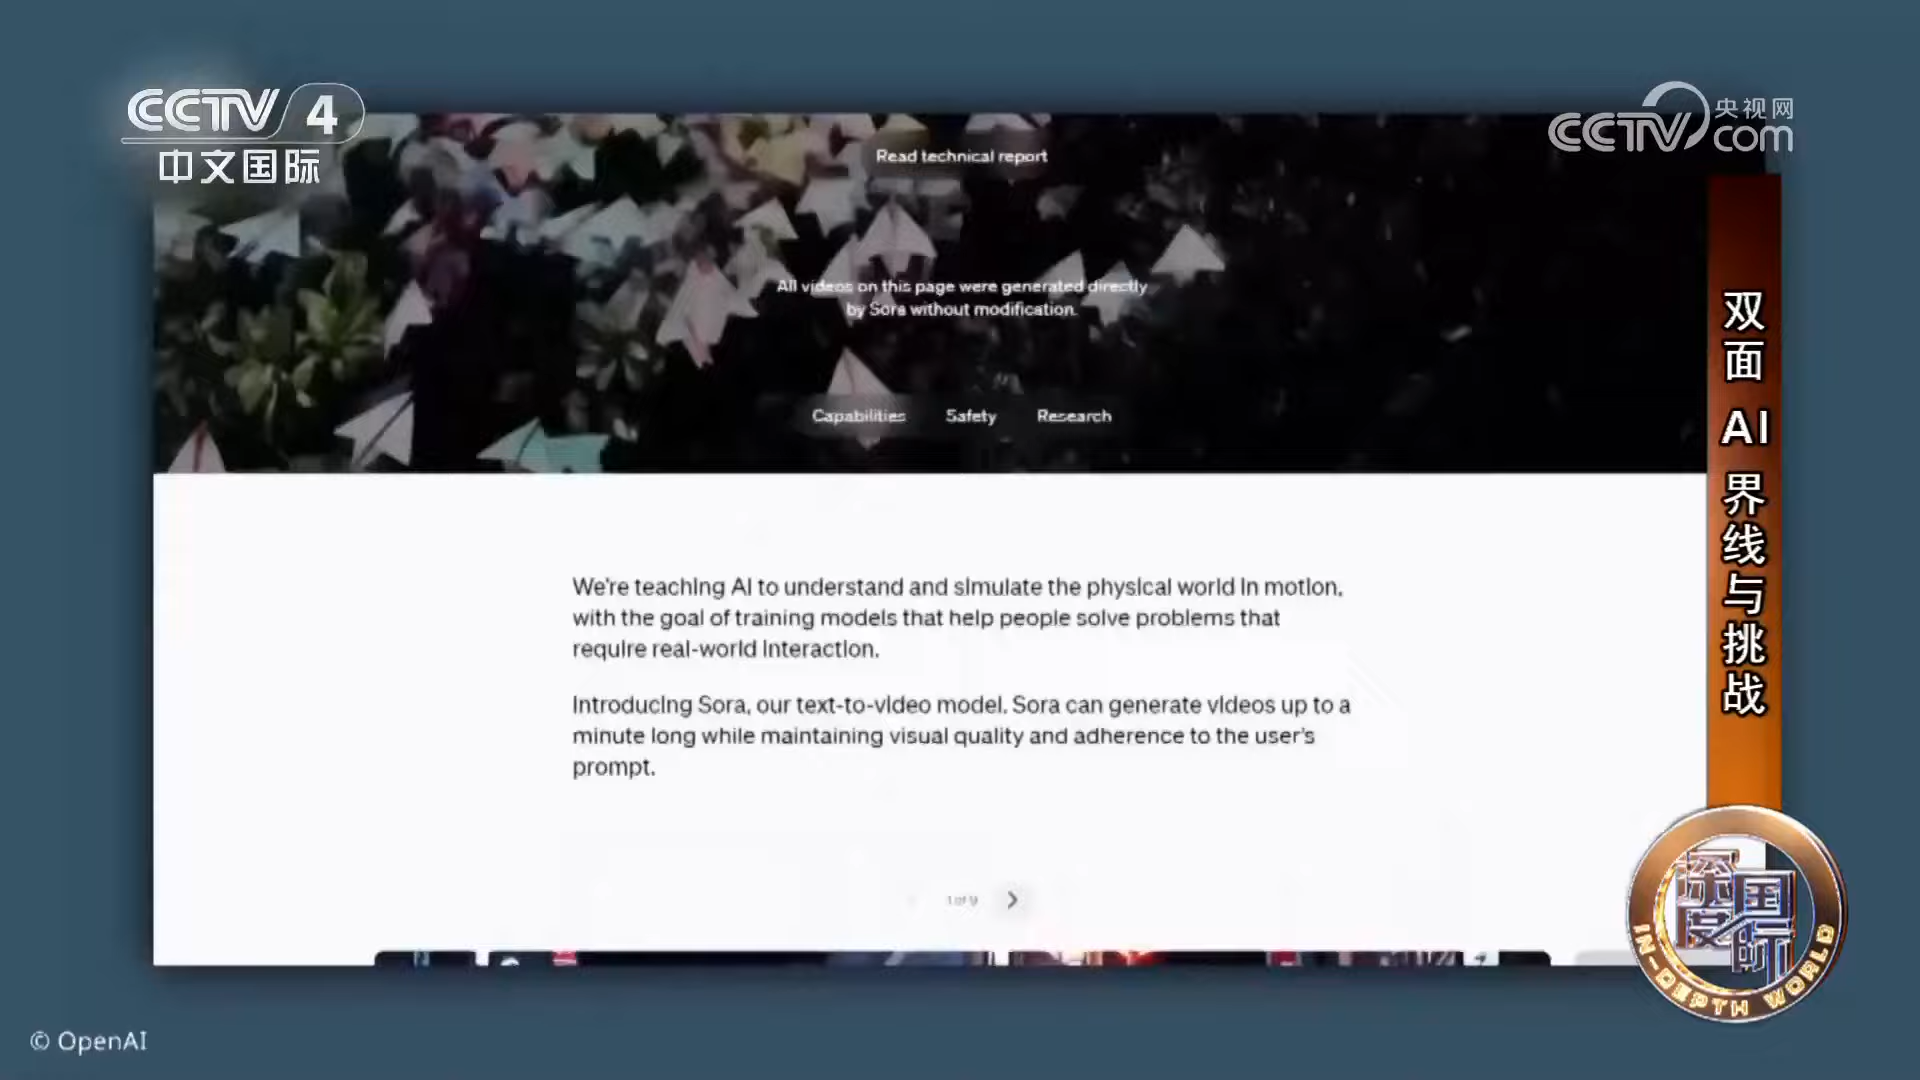 CCTV 4
中文国际
央视网
CCTV com
Read technical report
All videos on this page were generated directly
by Sora without modification.
Capabilities Safety Research
We're teaching AI to understand and simulate the physical world in motion,
with the goal of training models that help people solve problems that
require real-world interaction.
Introducing Sora, our text-to-video model. Sora can generate videos up to a
minute long while maintaining visual quality and adherence to the user's
prompt.
1 of 9
双面 AI 界线与挑战
深度国际
IN-DEPTH WORLD
© OpenAI